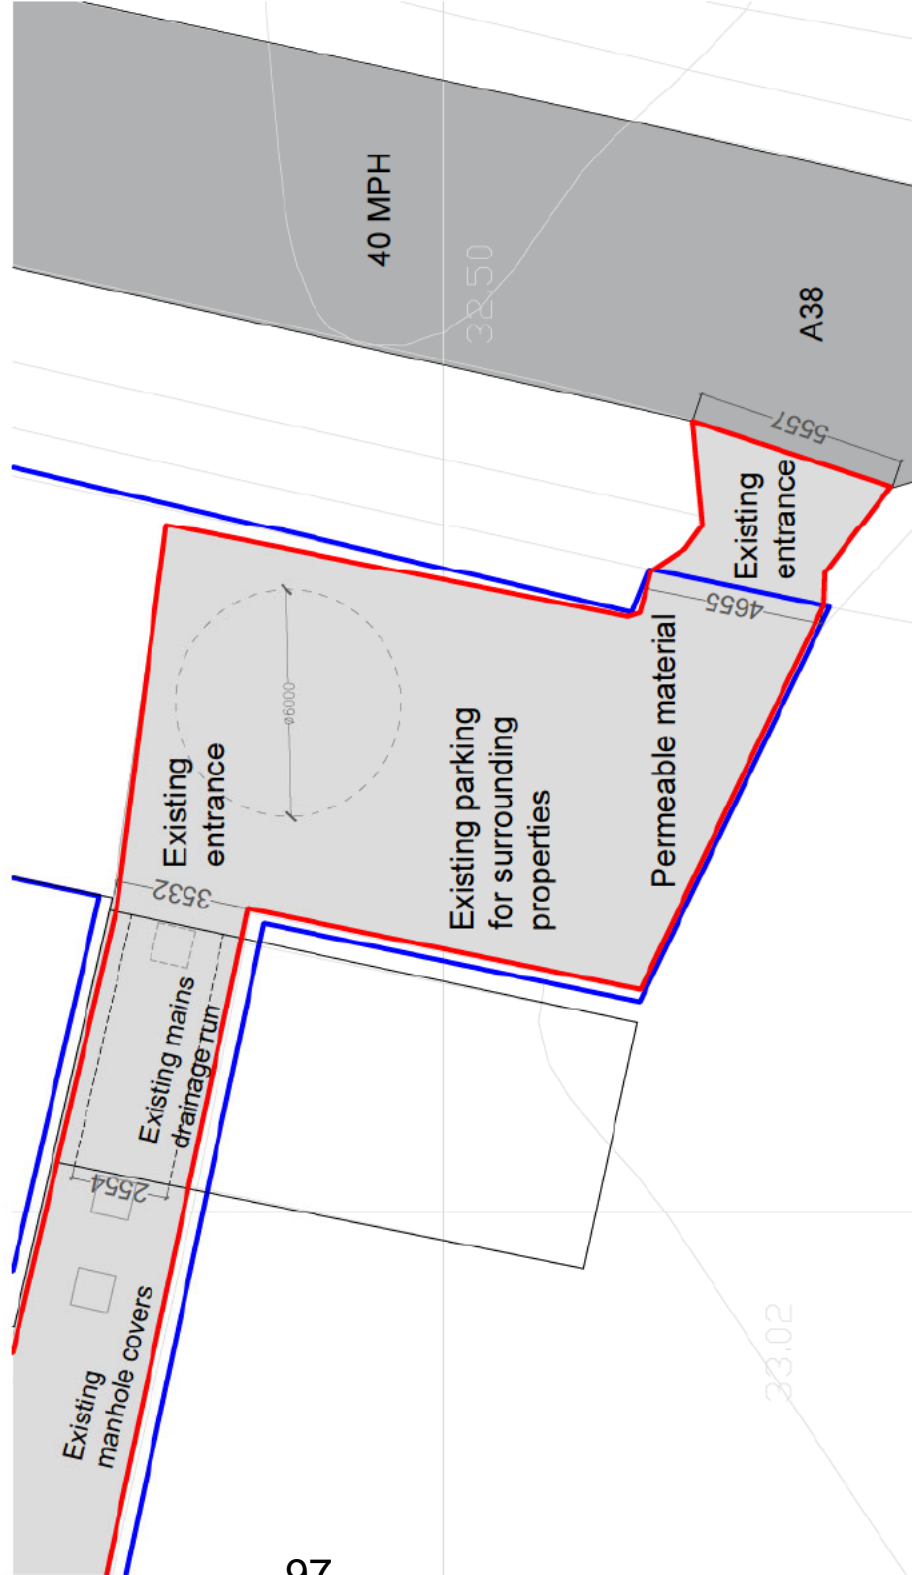 40 MPH
32.50
A38
5557
Existing
entrance
4655
Permeable material
ø6000
Existing
entrance
Existing parking
for surrounding
properties
3532
Existing mains
drainage run
2554
Existing
manhole covers
33.02
97